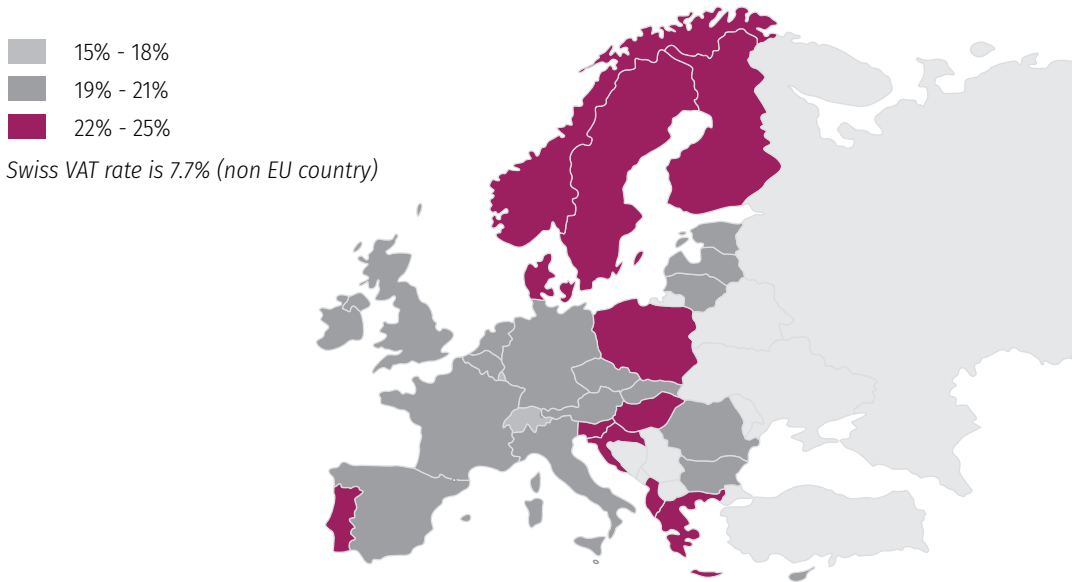 15% - 18%
19% - 21%
22% - 25%
Swiss VAT rate is 7.7% (non EU country)